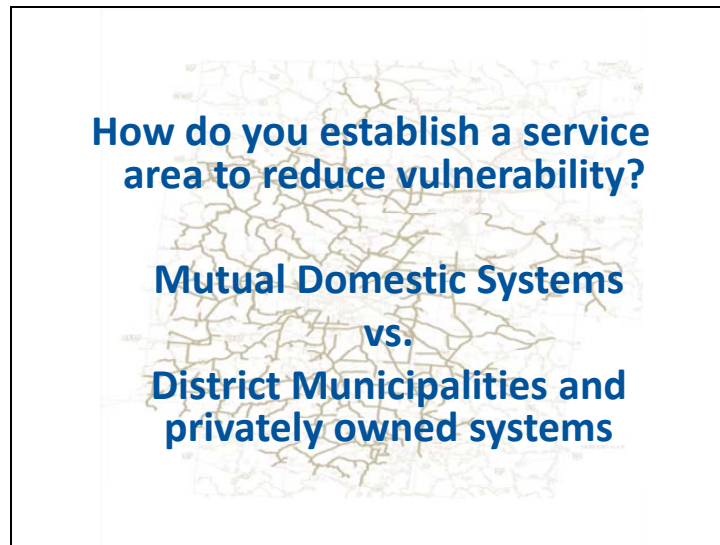 How do you establish a service
area to reduce vulnerability?
Mutual Domestic Systems
vs.
District Municipalities and
privately owned systems